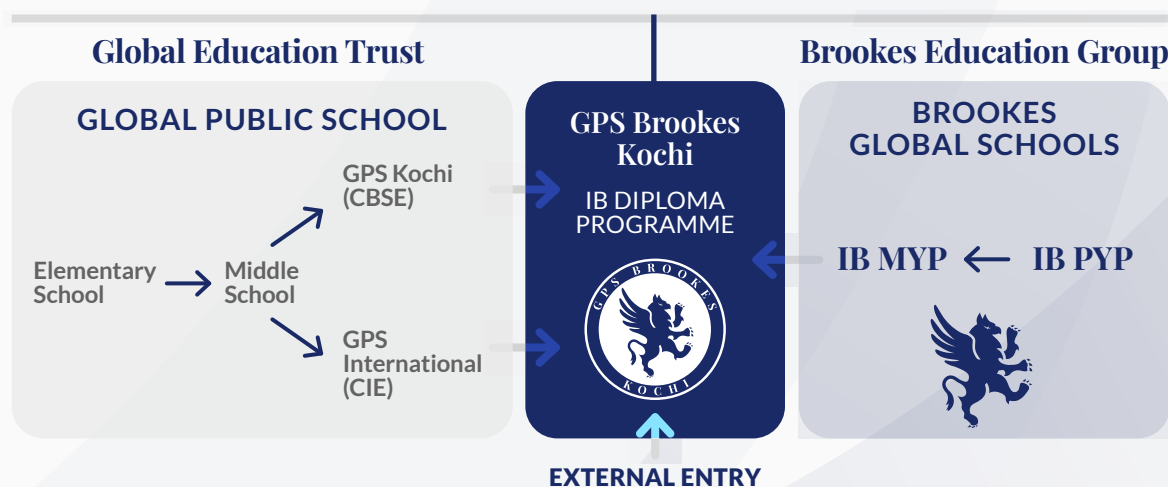 Global Education Trust
GLOBAL PUBLIC SCHOOL
Elementary
School
Middle
School
GPS Kochi
(CBSE)
GPS
International
(CIE)
GPS Brookes
Kochi
IB DIPLOMA
PROGRAMME
GPS BROOKES
KOCHI
EXTERNAL ENTRY
Brookes Education Group
BROOKES
GLOBAL SCHOOLS
IB MYP
IB PYP